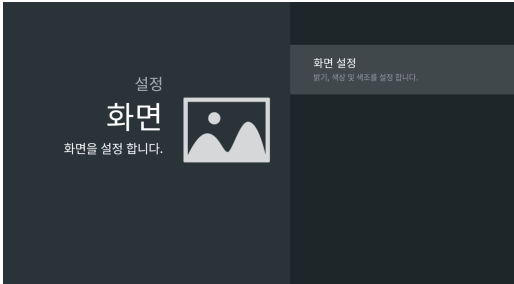 설정
화면
화면을 설정 합니다.
화면 설정
밝기, 색상 및 색조를 설정 합니다.